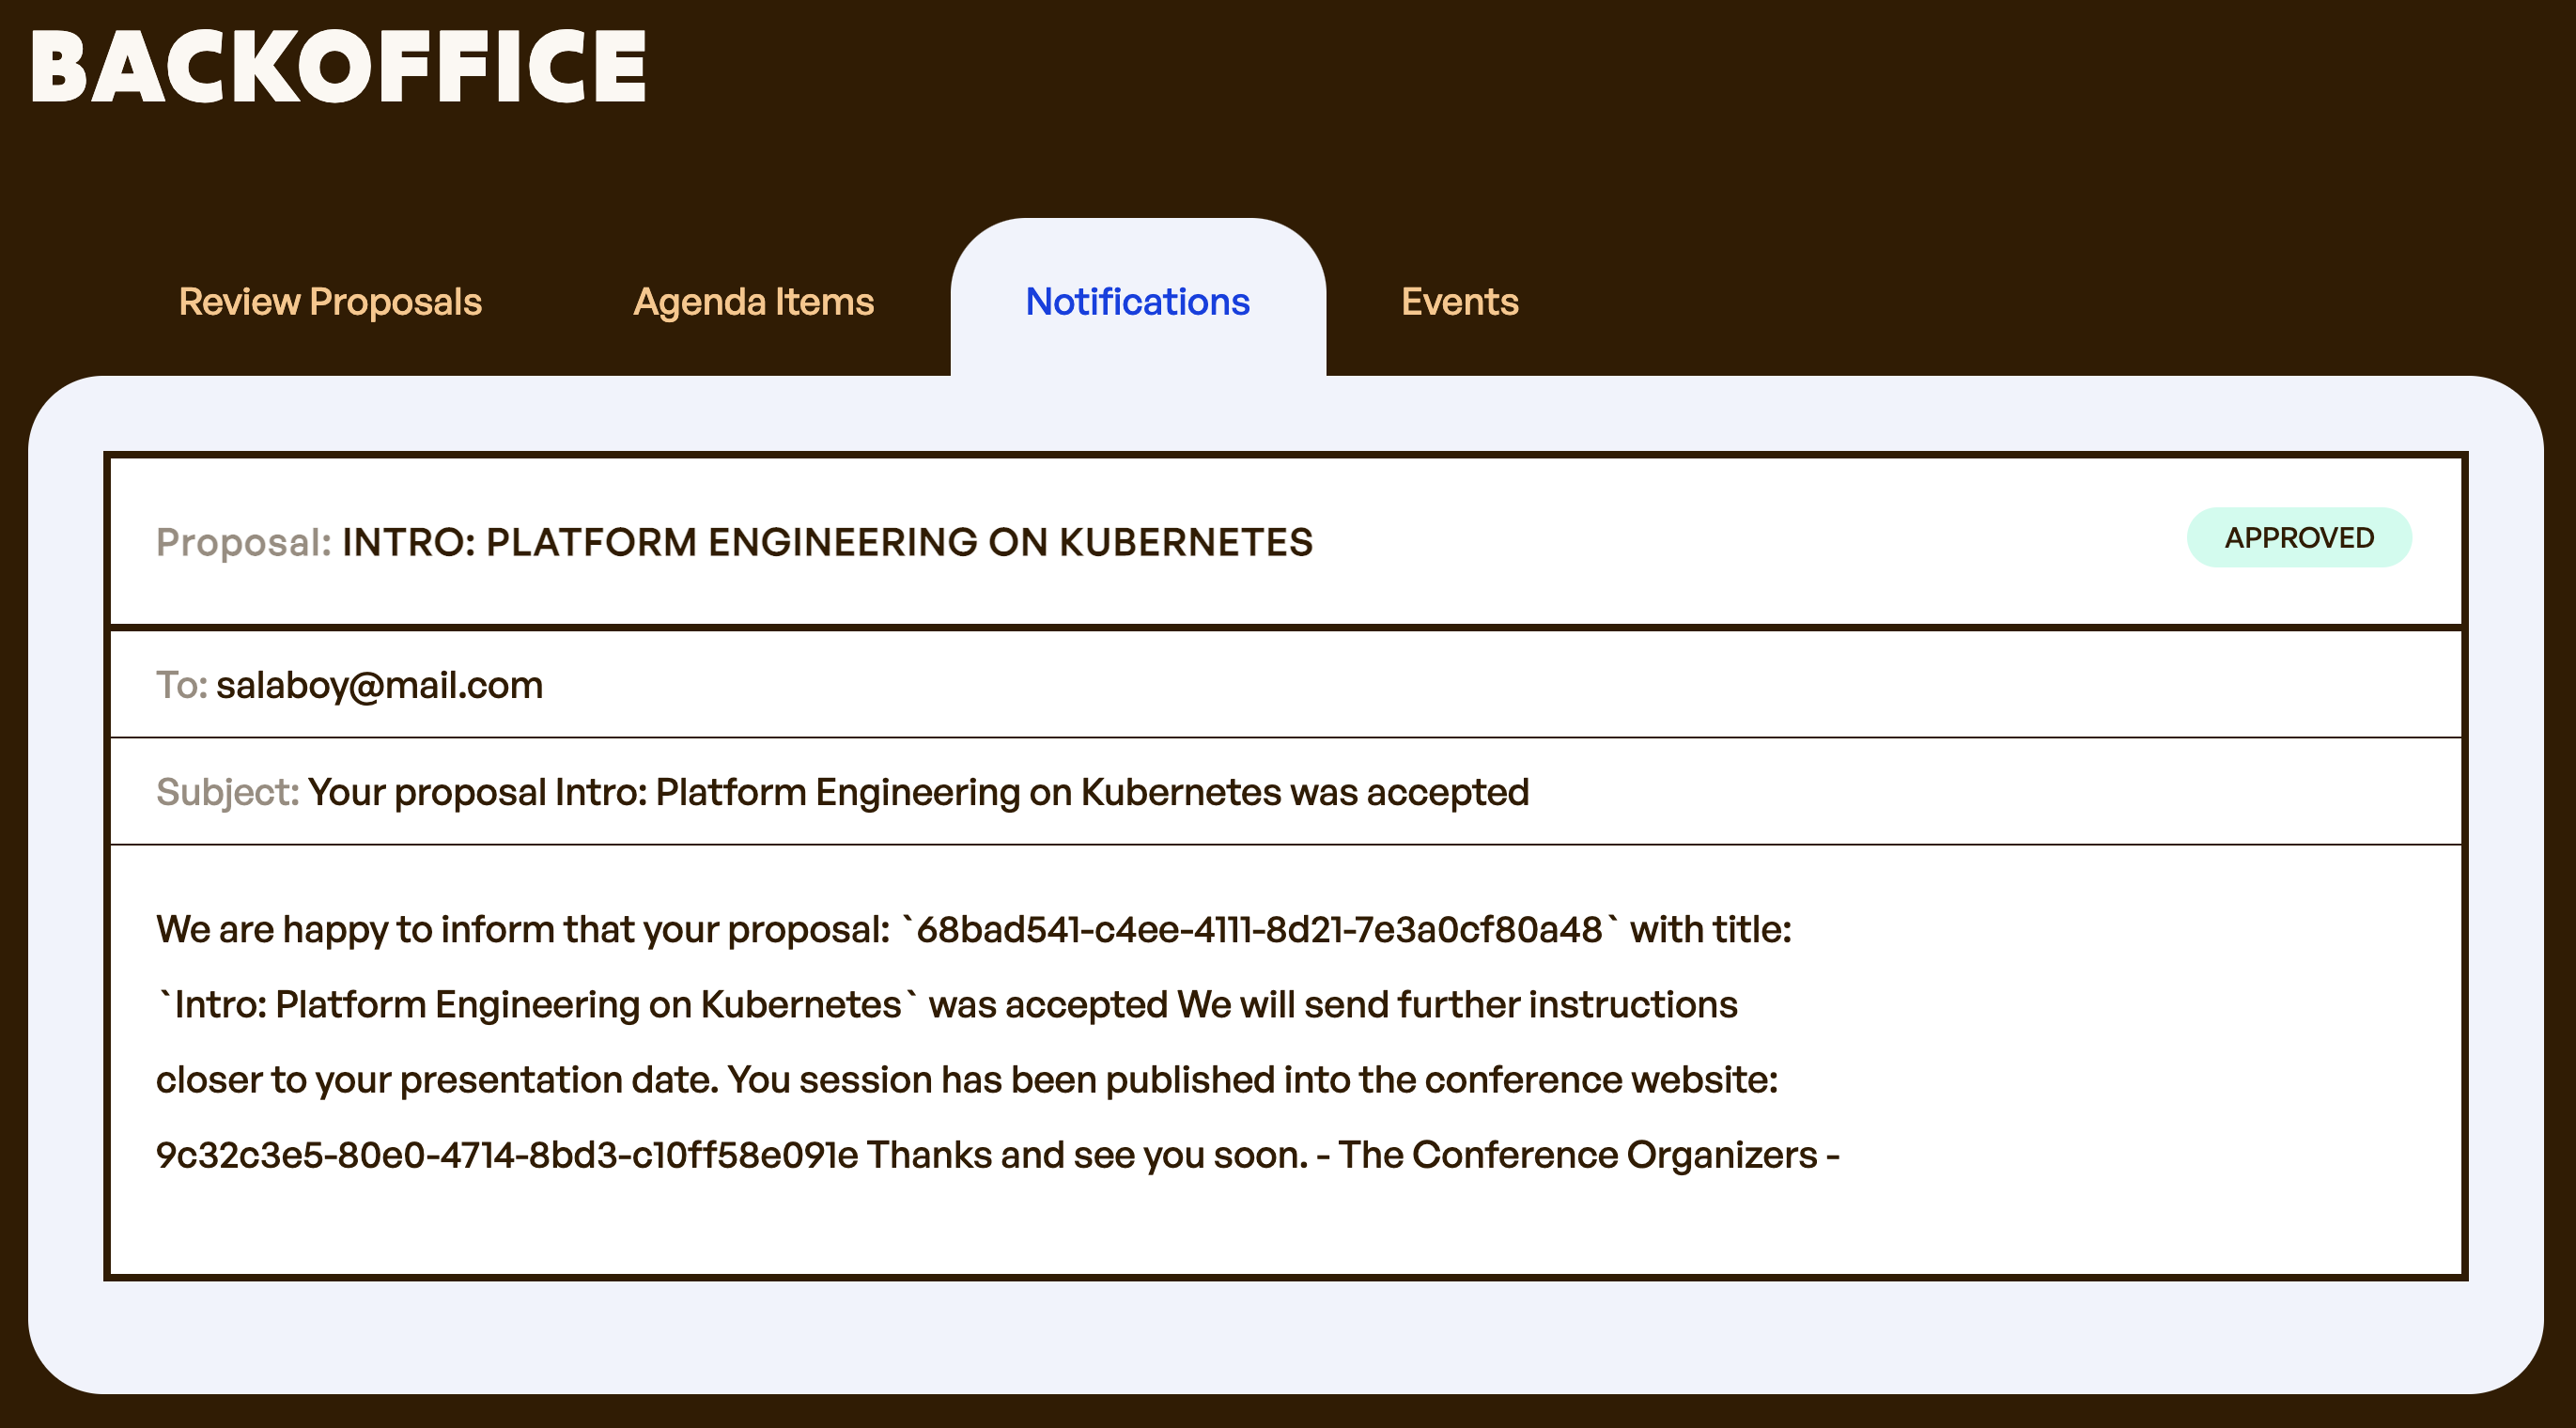 BACKOFFICE
Review Proposals Agenda Items Notifications Events
Proposal: INTRO: PLATFORM ENGINEERING ON KUBERNETES APPROVED
To: salaboy@mail.com
Subject: Your proposal Intro: Platform Engineering on Kubernetes was accepted
We are happy to inform that your proposal: `68bad541-c4ee-4111-8d21-7e3a0cf80a48` with title:
`Intro: Platform Engineering on Kubernetes` was accepted We will send further instructions
closer to your presentation date. You session has been published into the conference website:
9c32c3e5-80e0-4714-8bd3-c10ff58e091e Thanks and see you soon. - The Conference Organizers -